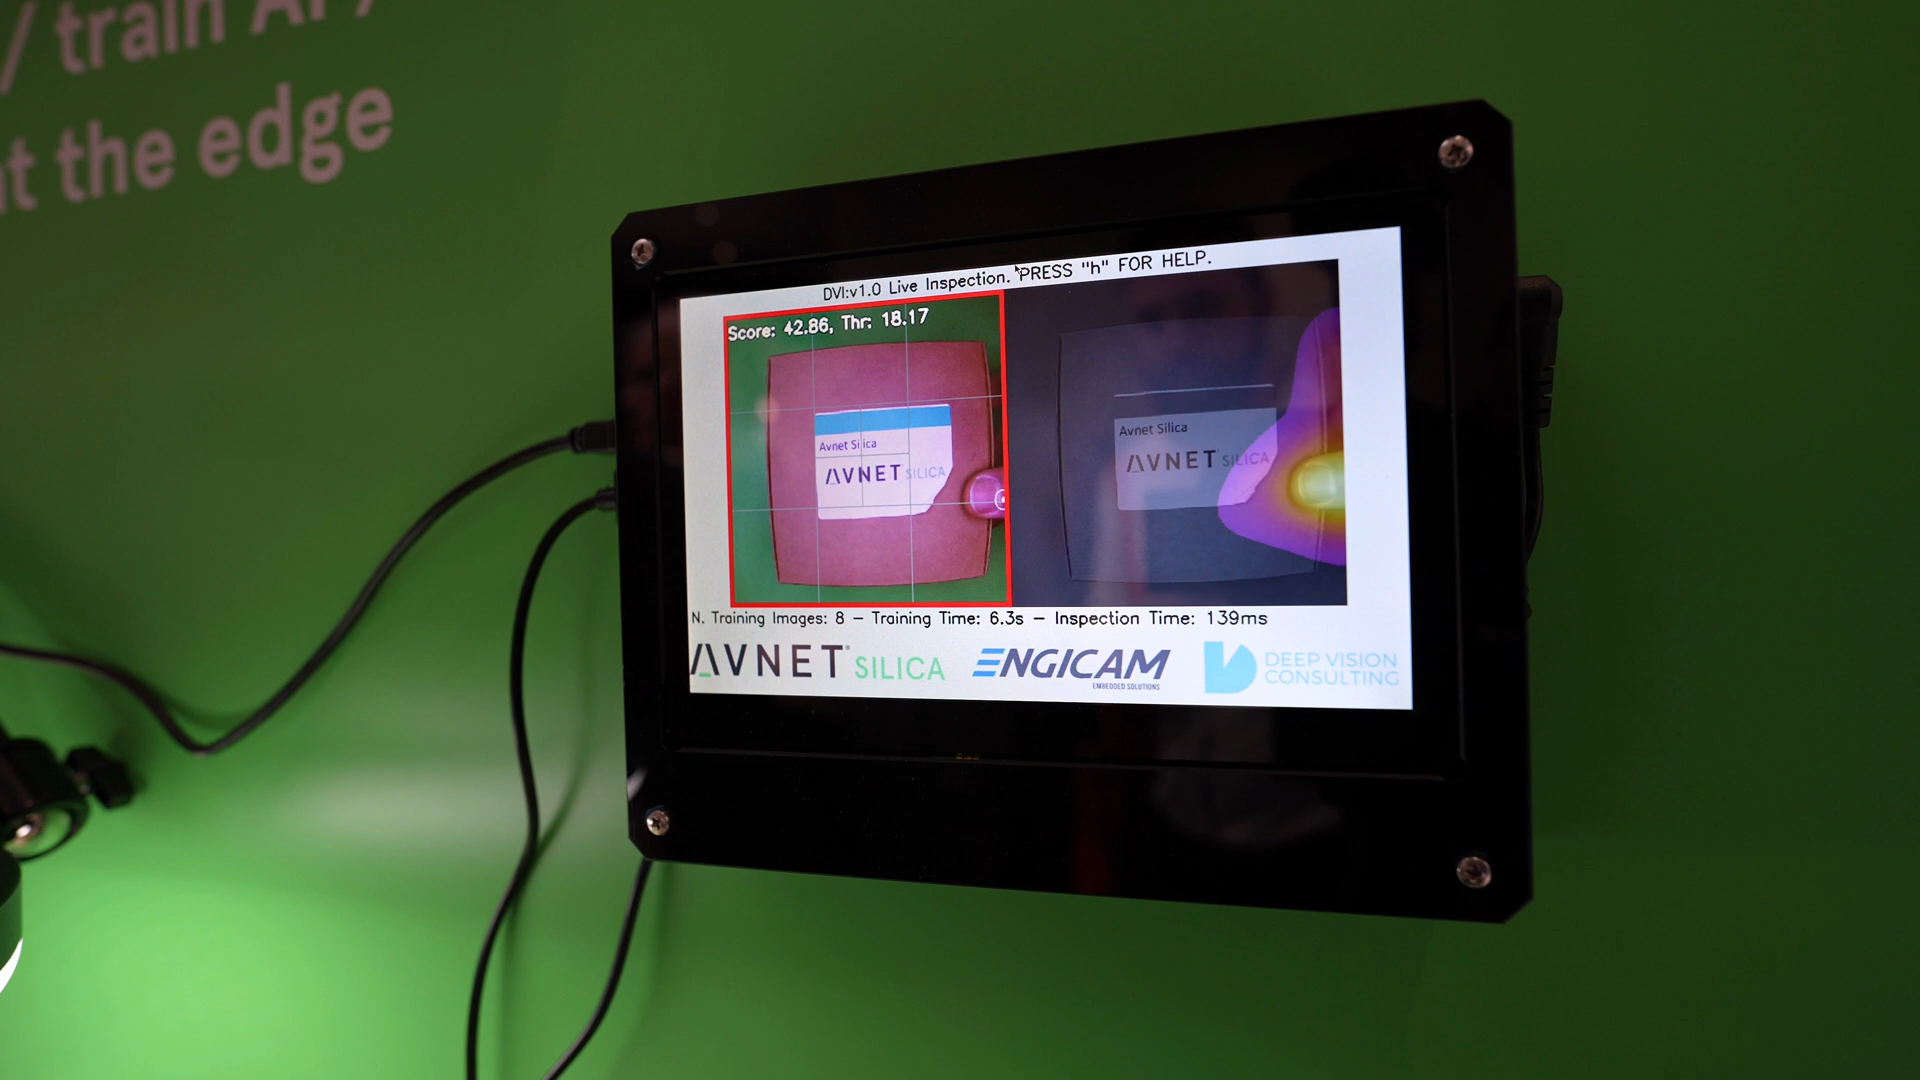 / train AI /
at the edge
DVI:v1.0 Live Inspection. PRESS "h" FOR HELP.
Score: 42.86, Thr: 18.17
Avnet Silica
AVNET SILICA
Avnet Silica
AVNET SILICA
N. Training Images: 8 - Training Time: 6.3s - Inspection Time: 139ms
AVNET® SILICA
ENGICAM
EMBEDDED SOLUTIONS
DEEP VISION
CONSULTING